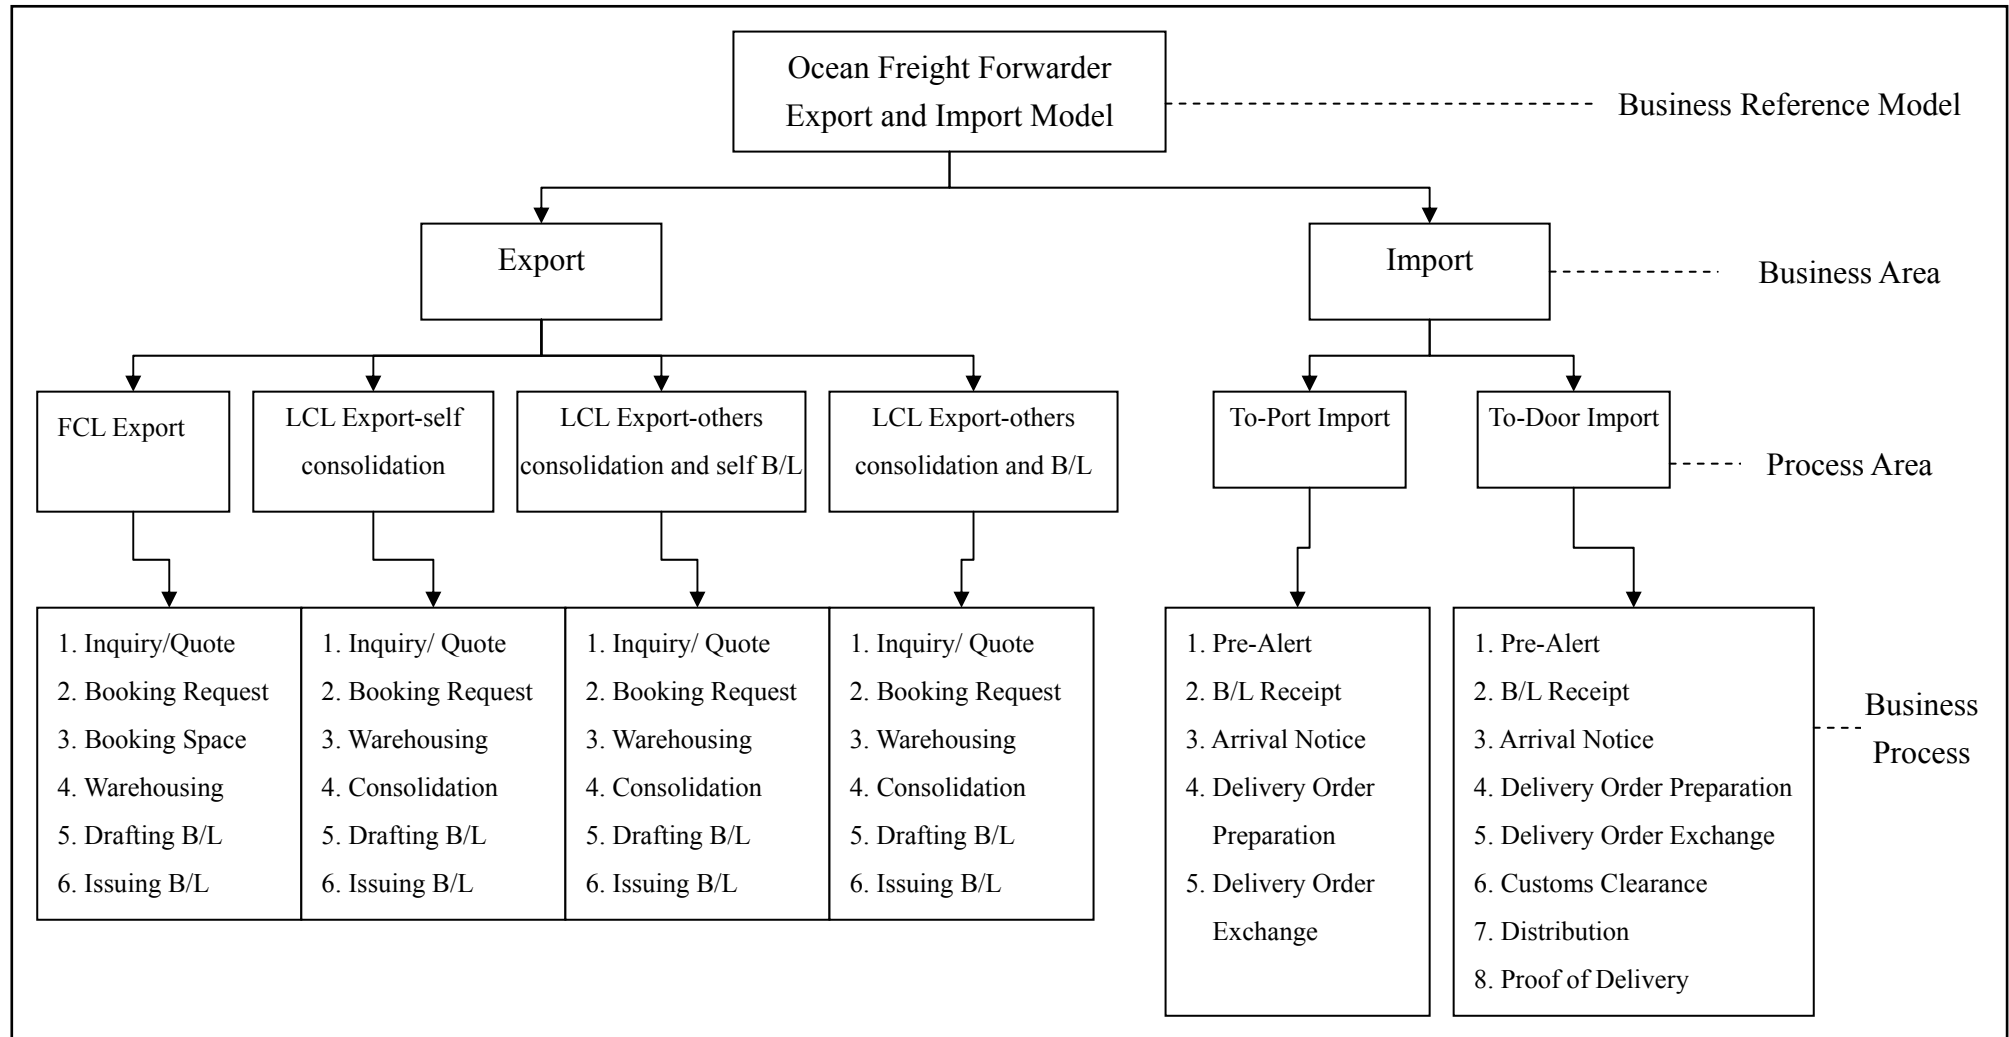 Ocean Freight Forwarder
Export and Import Model
Business Reference Model
Export
Import
Business Area
FCL Export
LCL Export-self
consolidation
LCL Export-others
consolidation and self B/L
LCL Export-others
consolidation and B/L
To-Port Import
To-Door Import
Process Area
1. Inquiry/Quote
2. Booking Request
3. Booking Space
4. Warehousing
5. Drafting B/L
6. Issuing B/L
1. Inquiry/ Quote
2. Booking Request
3. Warehousing
4. Consolidation
5. Drafting B/L
6. Issuing B/L
1. Inquiry/ Quote
2. Booking Request
3. Warehousing
4. Consolidation
5. Drafting B/L
6. Issuing B/L
1. Inquiry/ Quote
2. Booking Request
3. Warehousing
4. Consolidation
5. Drafting B/L
6. Issuing B/L
1. Pre-Alert
2. B/L Receipt
3. Arrival Notice
4. Delivery Order
Preparation
5. Delivery Order
Exchange
1. Pre-Alert
2. B/L Receipt
3. Arrival Notice
4. Delivery Order Preparation
5. Delivery Order Exchange
6. Customs Clearance
7. Distribution
8. Proof of Delivery
Business
Process